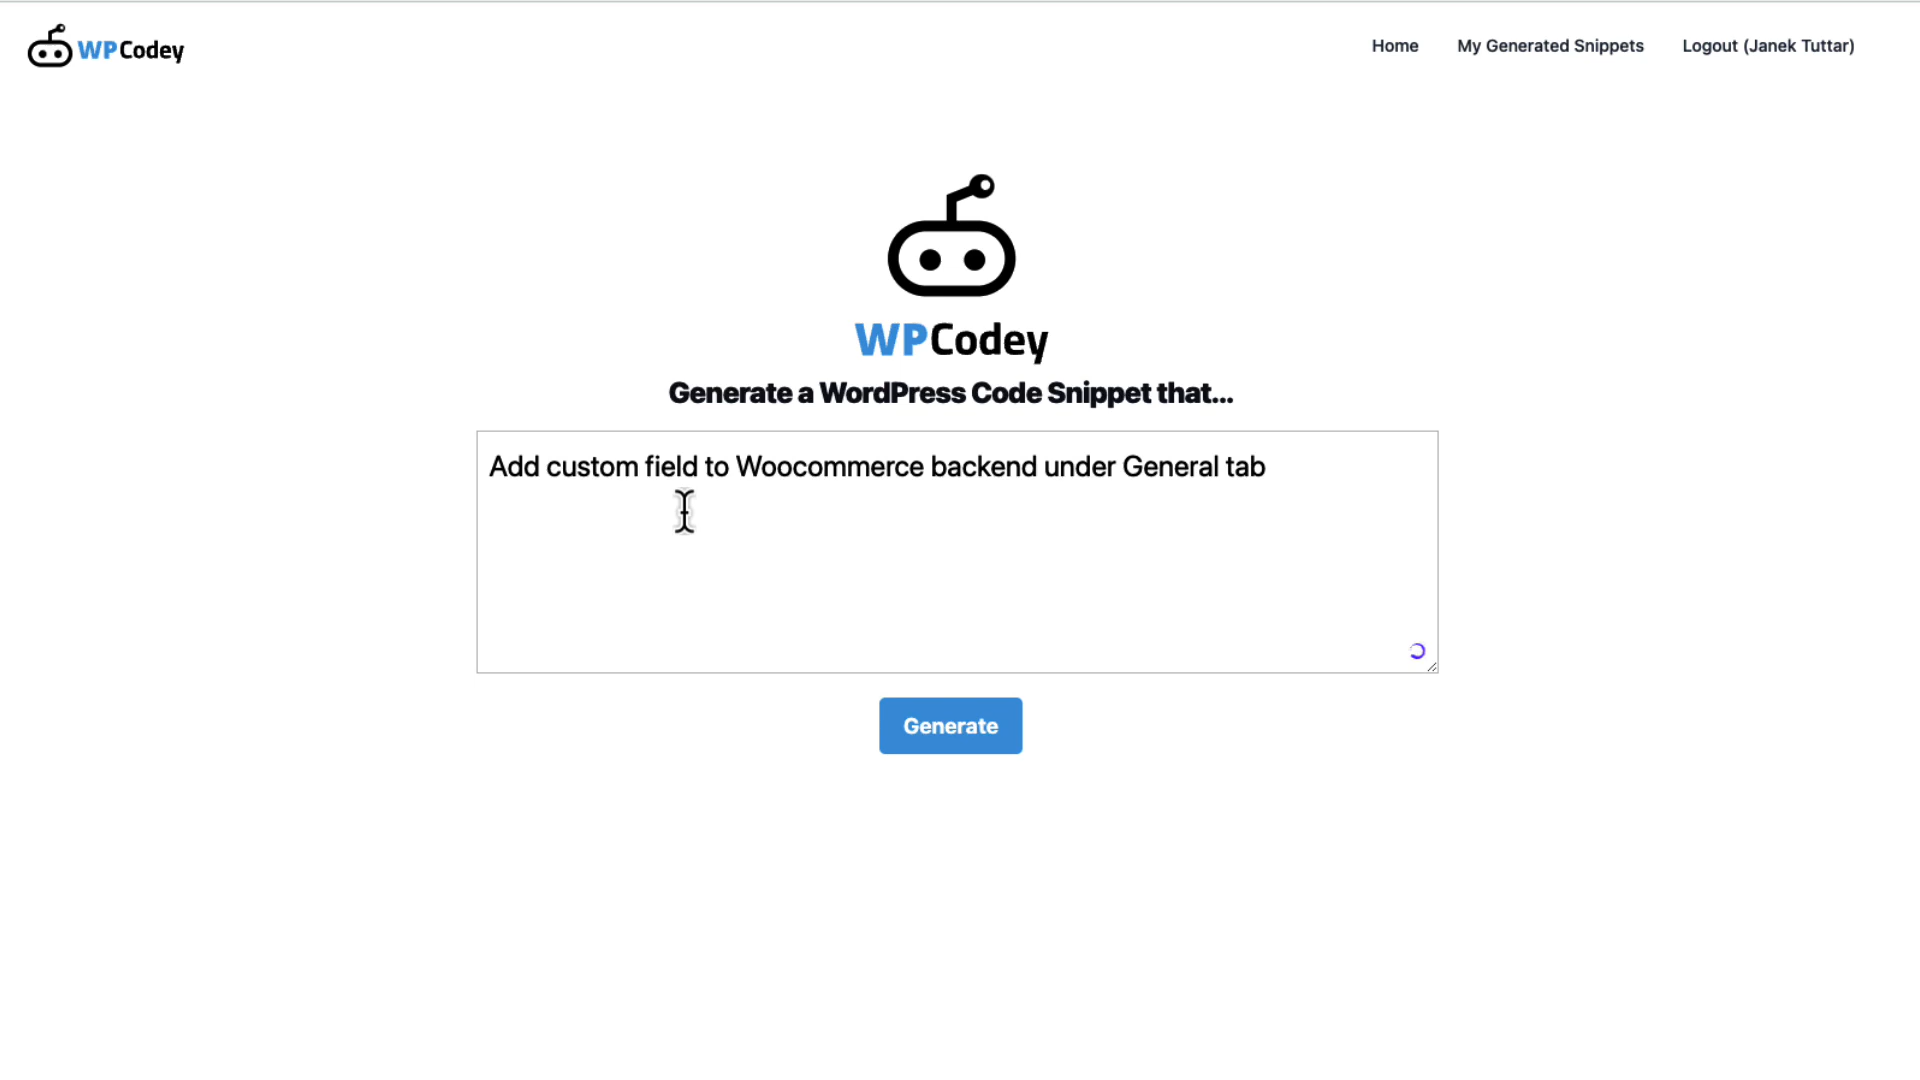 WPCodey
Home
My Generated Snippets
Logout (Janek Tuttar)
WPCodey
Generate a WordPress Code Snippet that...
Add custom field to Woocommerce backend under General tab
Generate